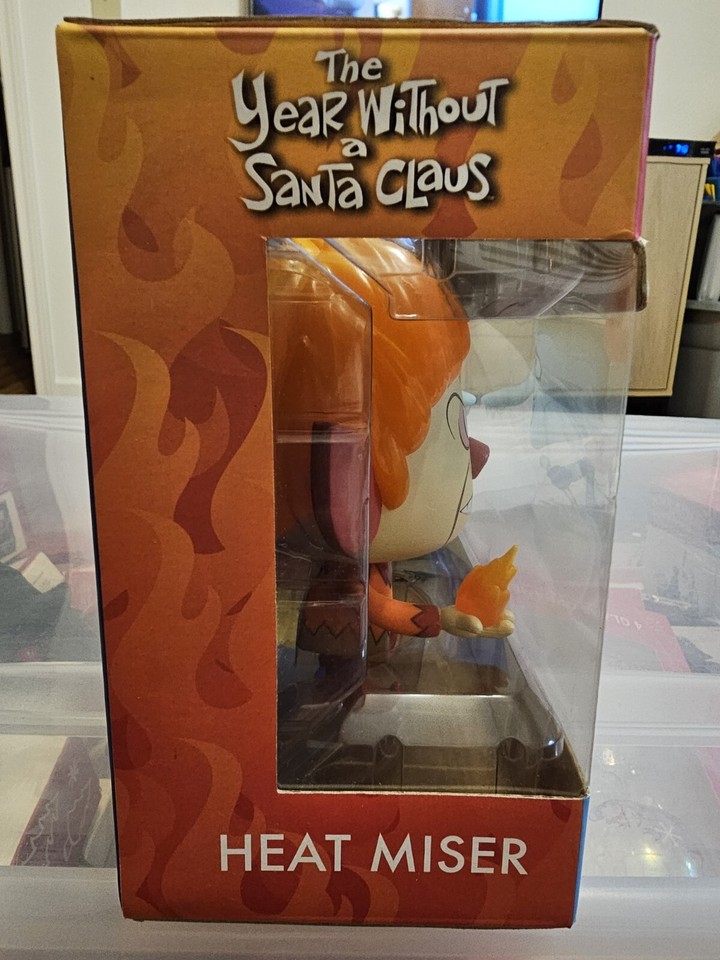 The
Year Without
a
Santa Claus
HEAT MISER